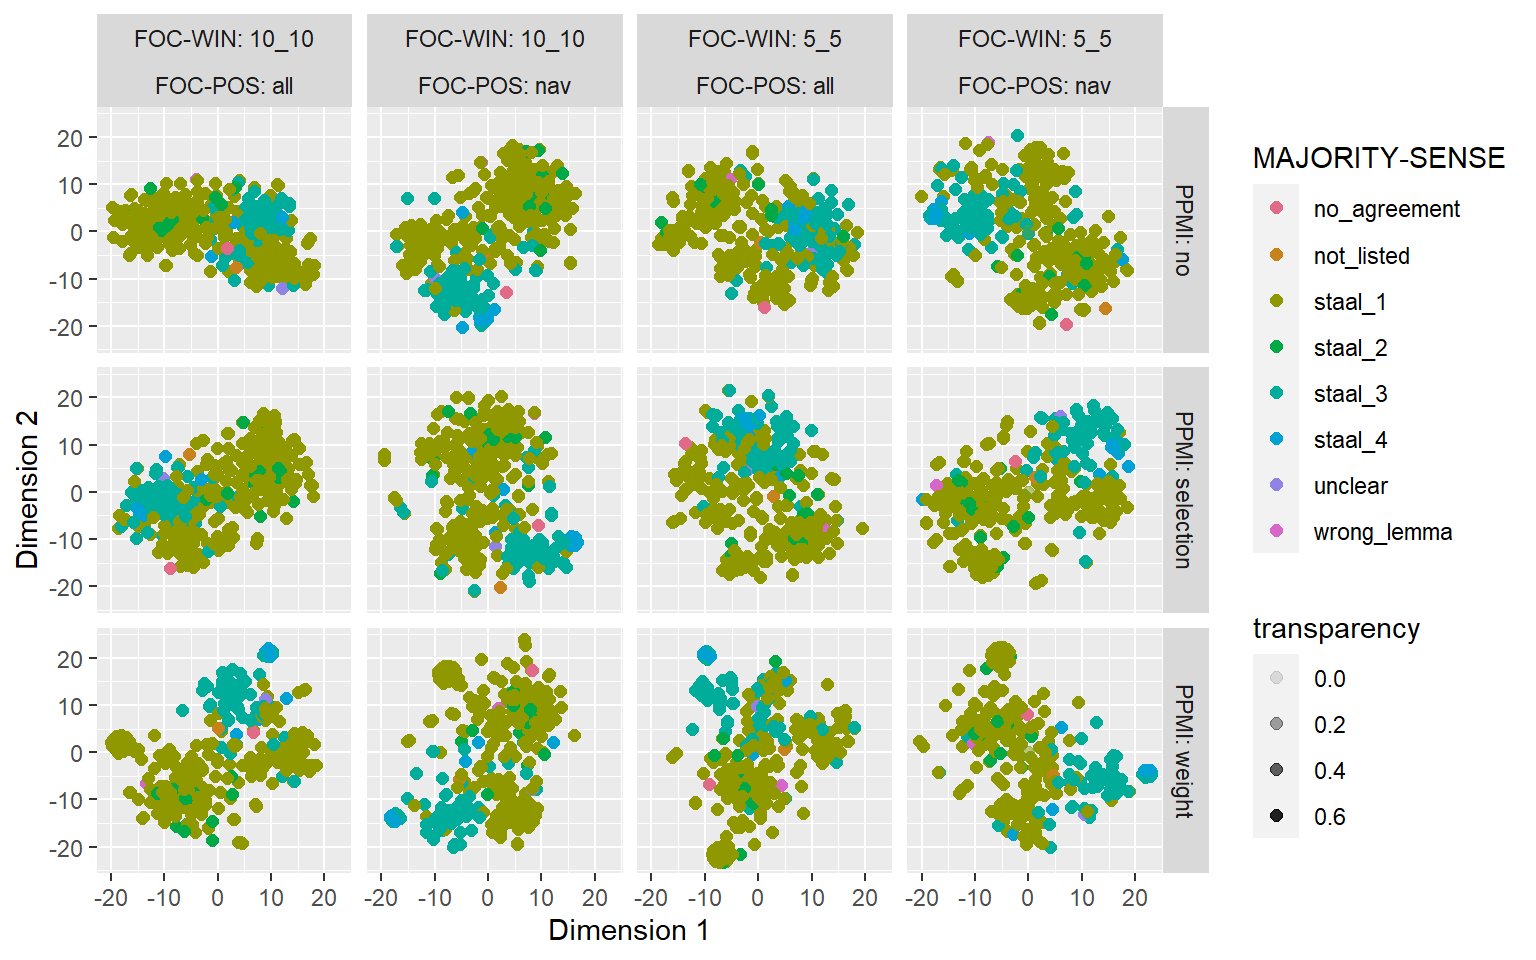 FOC-WIN: 10_10 FOC-WIN: 10_10 FOC-WIN: 5_5 FOC-WIN: 5_5
FOC-POS: all FOC-POS: nav FOC-POS: all FOC-POS: nav
20
10
0
-10
-20
PPMI: no
20
10
0
-10
-20
PPMI: selection
20
10
0
-10
-20
PPMI: weight
-20 -10 0 10 20 -20 -10 0 10 20 -20 -10 0 10 20 -20 -10 0 10 20
Dimension 1
Dimension 2
MAJORITY-SENSE
no_agreement
not_listed
staal_1
staal_2
staal_3
staal_4
unclear
wrong_lemma
transparency
0.0
0.2
0.4
0.6